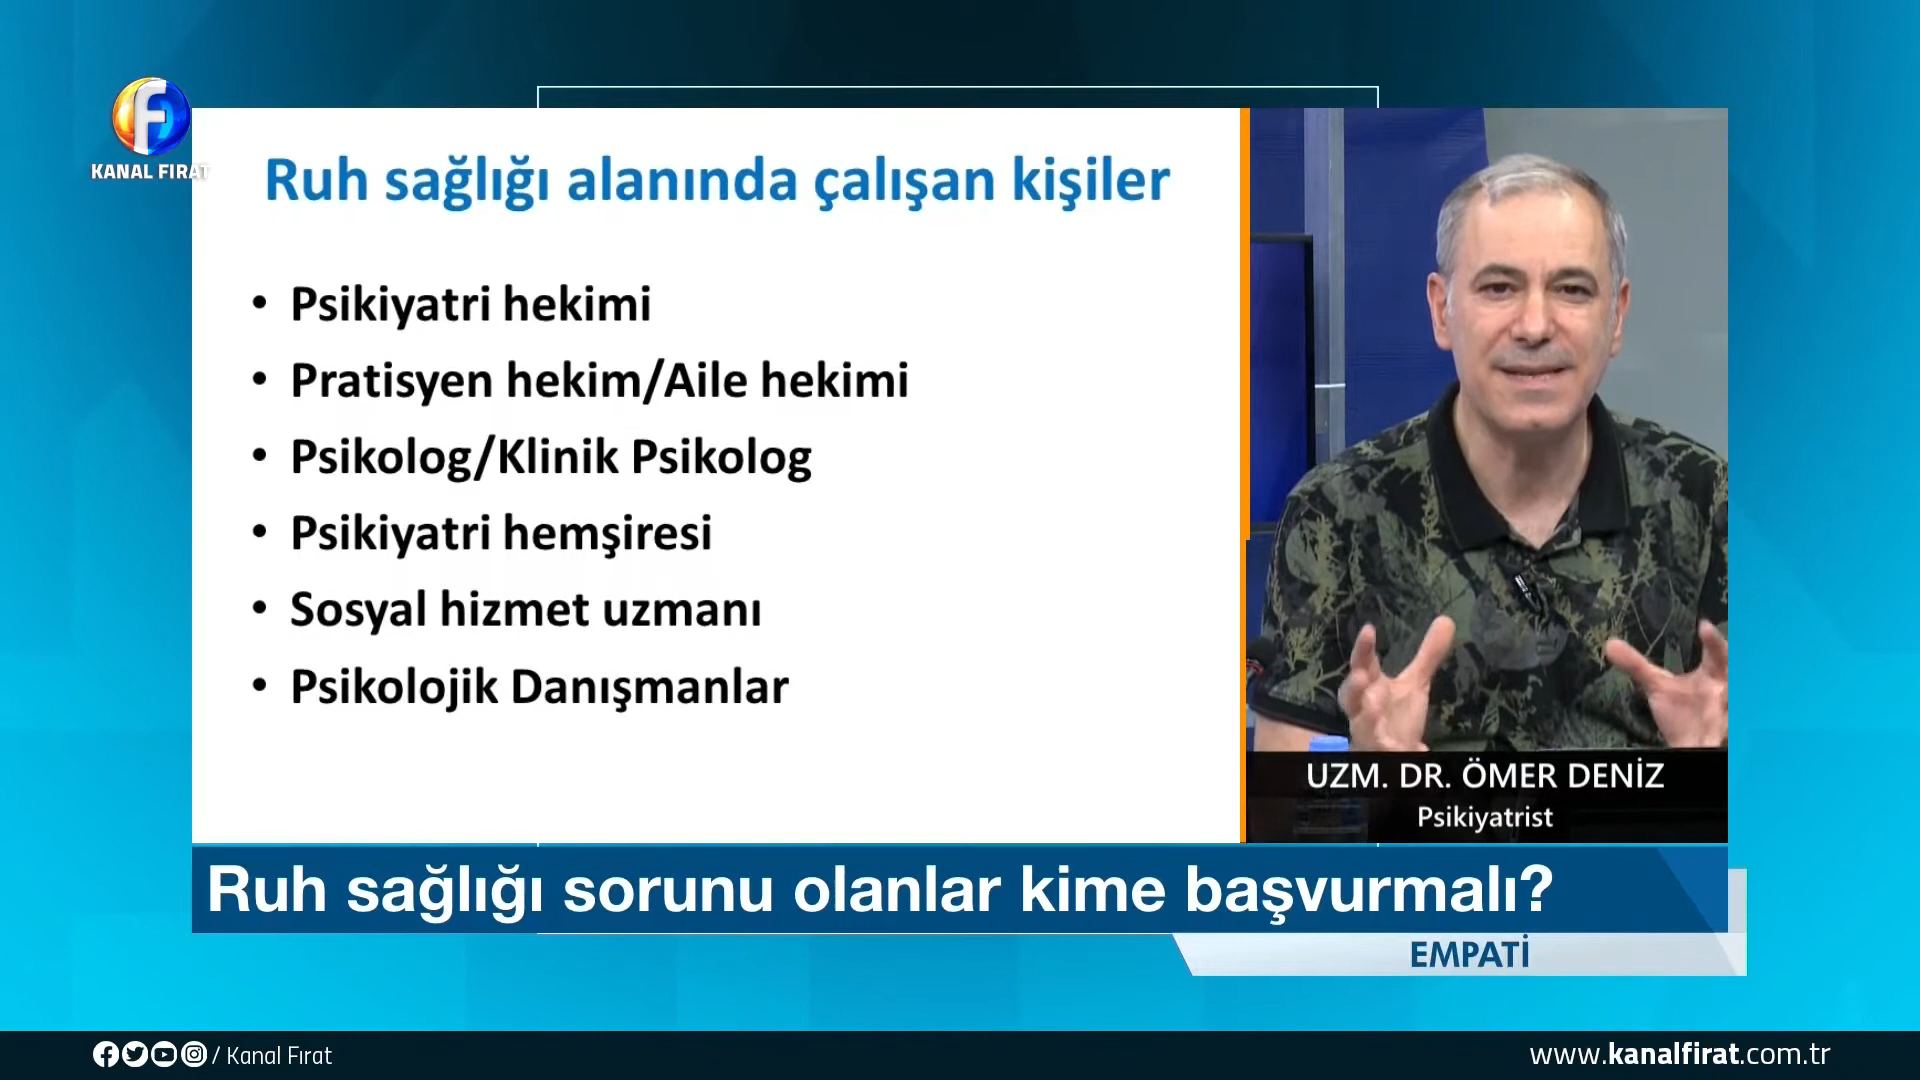 KANAL FIRAT
Ruh sağlığı alanında çalışan kişiler
• Psikiyatri hekimi
• Pratisyen hekim/Aile hekimi
• Psikolog/Klinik Psikolog
• Psikiyatri hemşiresi
• Sosyal hizmet uzmanı
• Psikolojik Danışmanlar
UZM. DR. ÖMER DENİZ
Psikiyatrist
Ruh sağlığı sorunu olanlar kime başvurmalı?
EMPATİ
/ Kanal Fırat
www.kanalfirat.com.tr